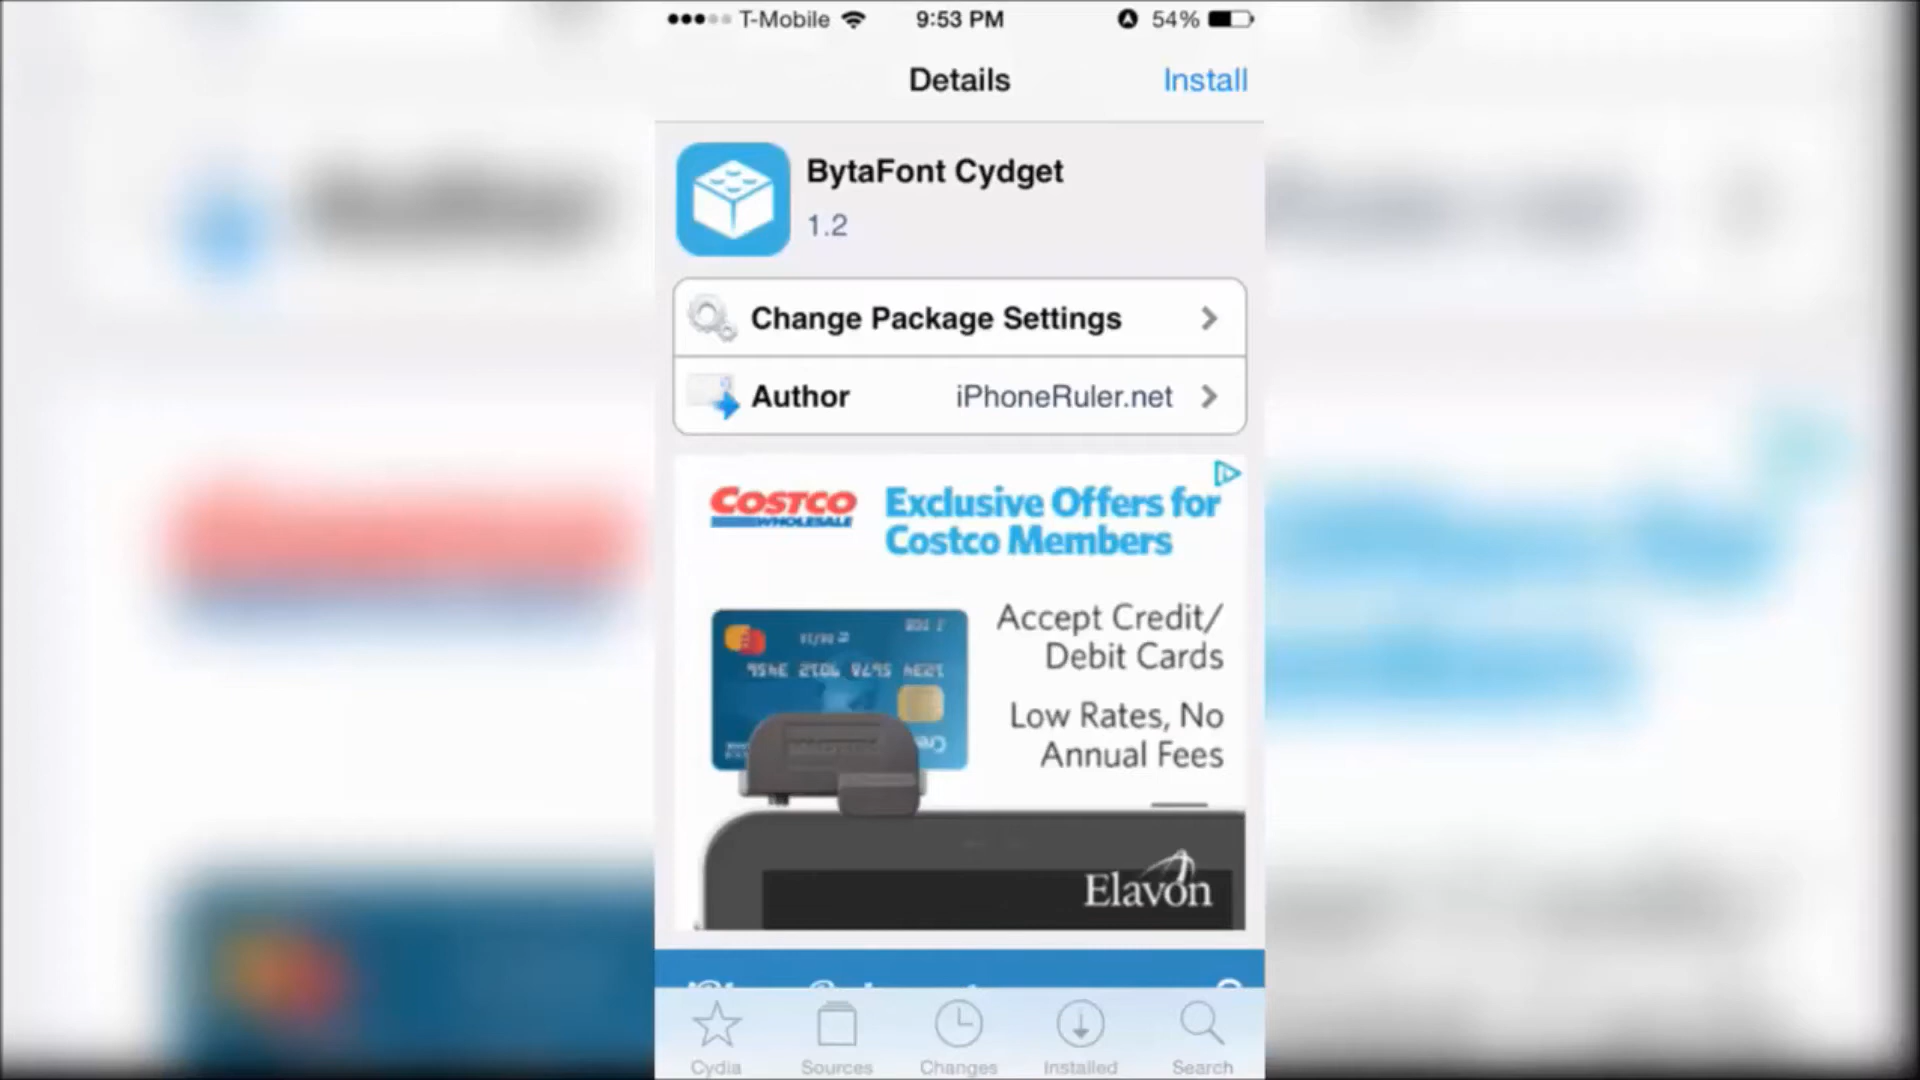 T-Mobile 9:53 PM 54%
Details Install
BytaFont Cydget
1.2
Change Package Settings
Author iPhoneRuler.net
COSTCO
WHOLESALE
Exclusive Offers for
Costco Members
Accept Credit/
Debit Cards
Low Rates, No
Annual Fees
Elavon
Cydia Sources Changes Installed Search